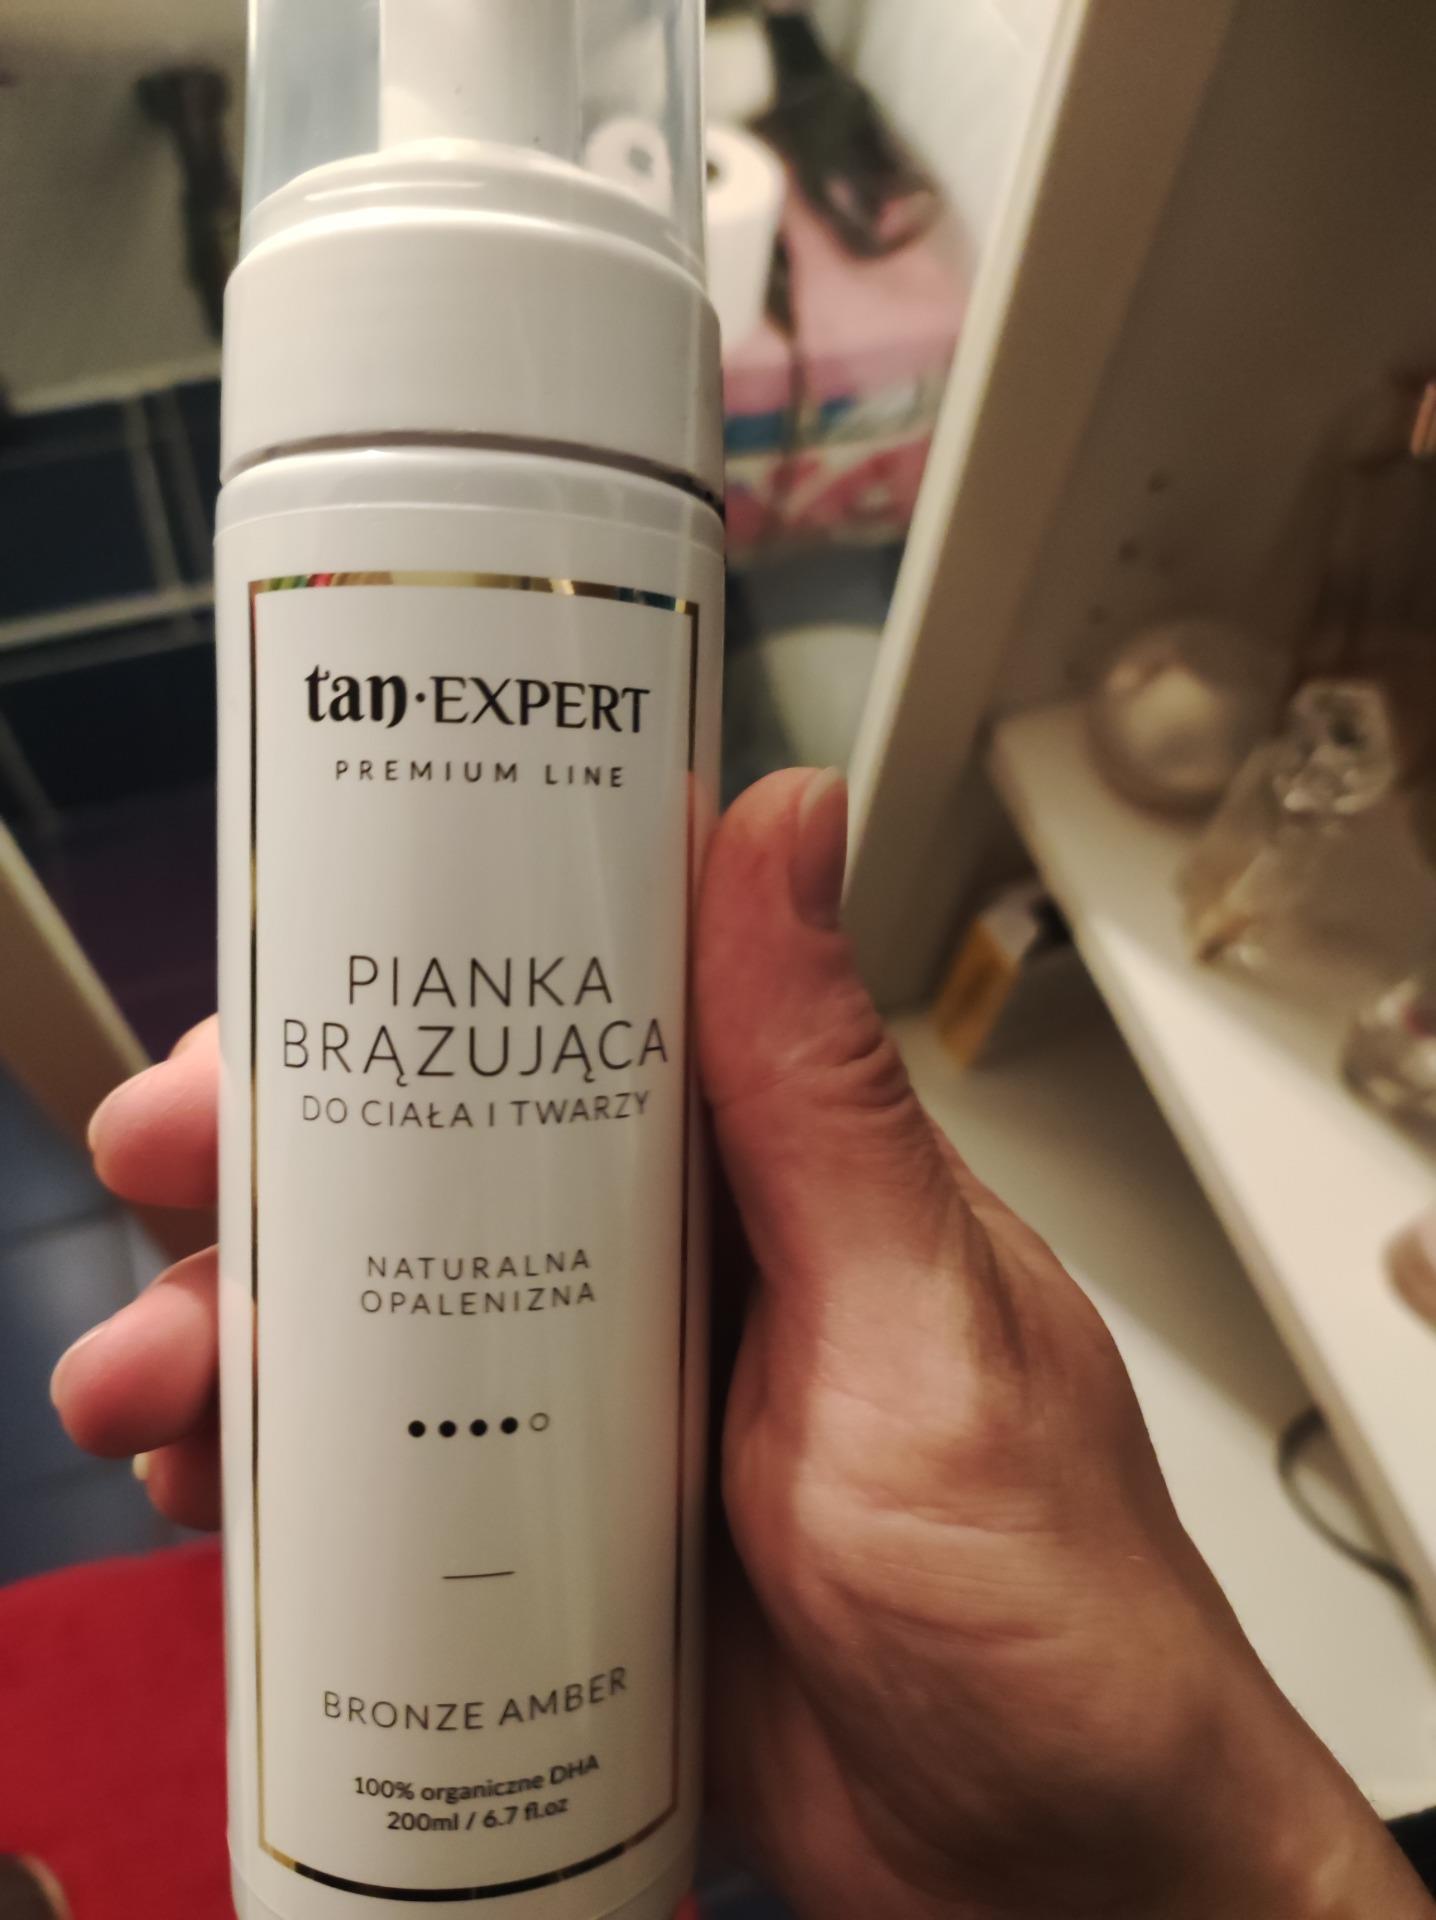 tan·EXPERT
PREMIUM LINE
PIANKA
BRĄZUJĄCA
DO CIAŁA I TWARZY
NATURALNA
OPALENIZNA
BRONZE AMBER
100% organiczne DHA
200ml / 6.7 fl.oz